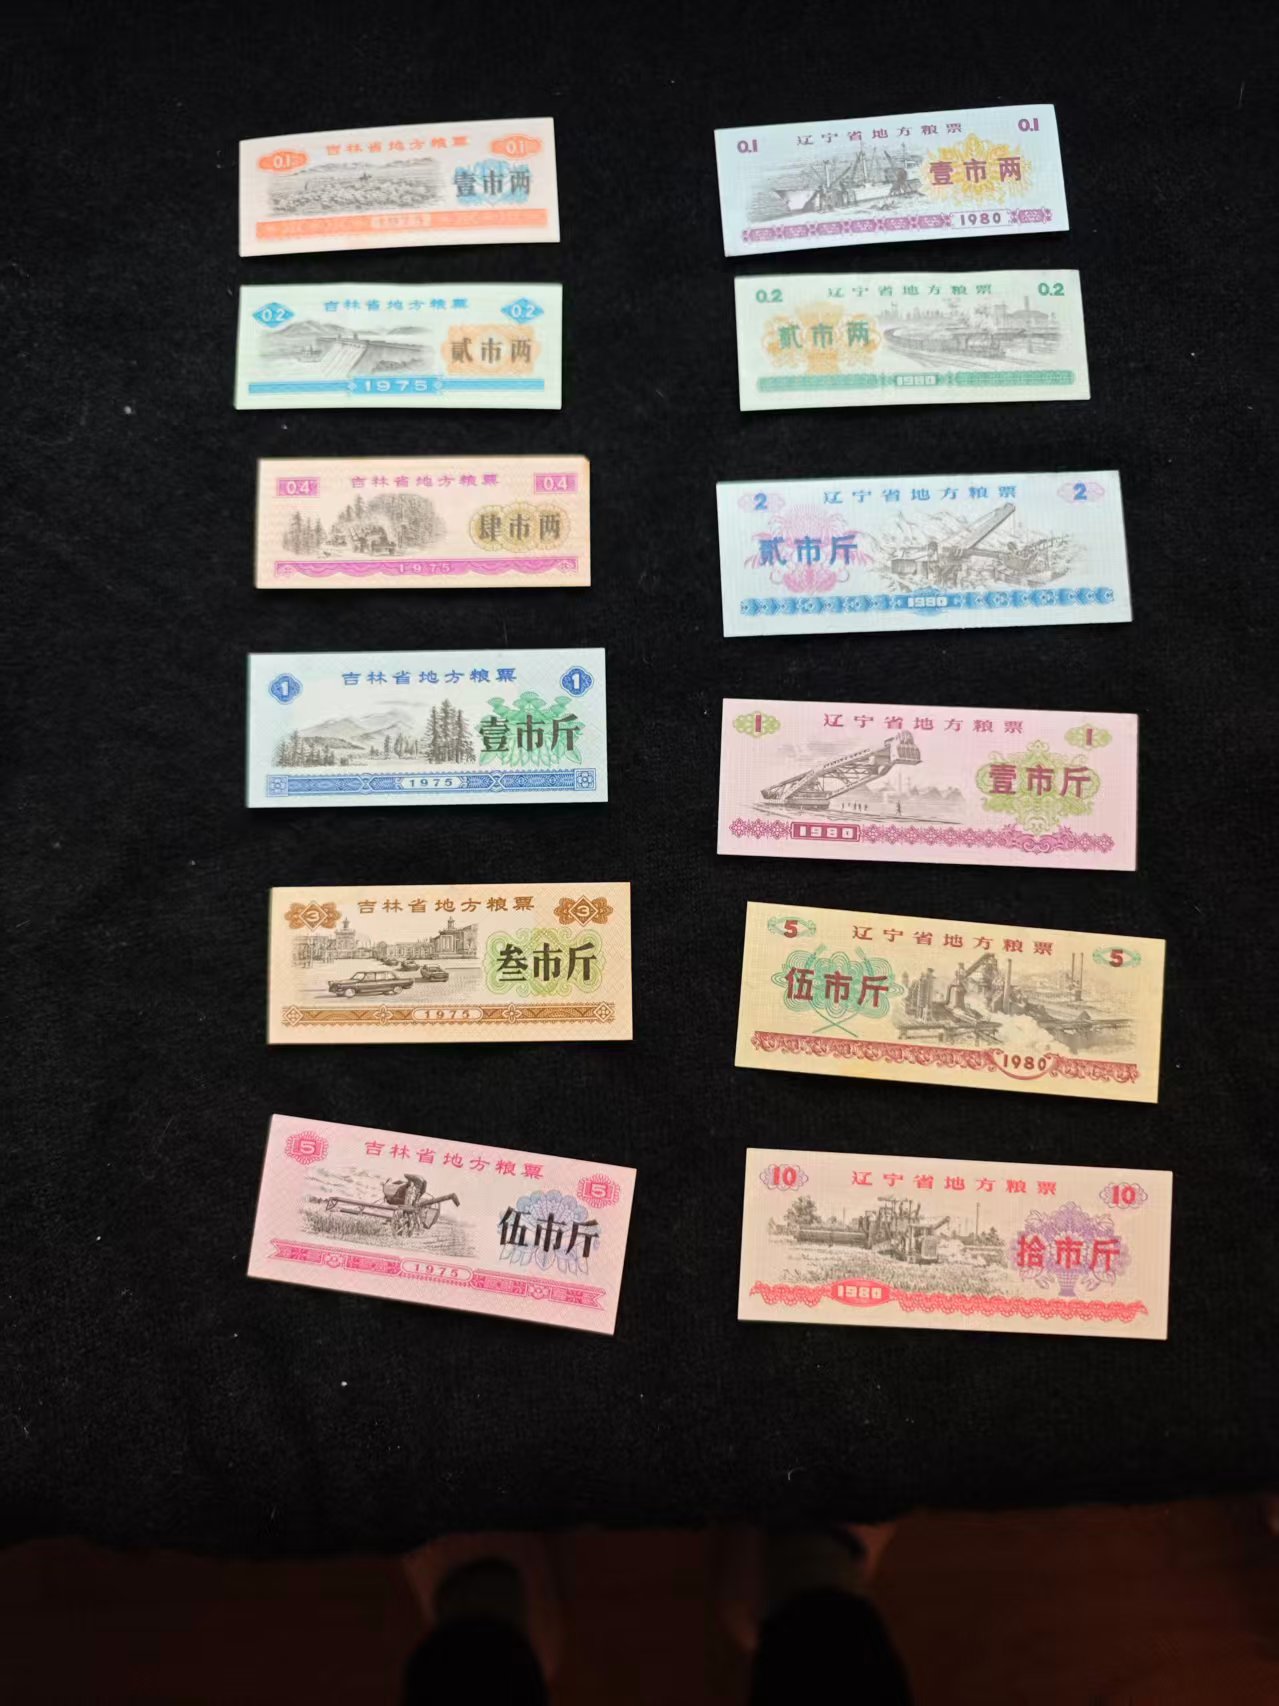 0.1 吉林省地方粮票 0.1
壹市两
1975
0.2 吉林省地方粮票 0.2
贰市两
1975
0.4 吉林省地方粮票 0.4
肆市两
1975
1 吉林省地方粮票 1
壹市斤
1975
3 吉林省地方粮票 3
叁市斤
1975
5 吉林省地方粮票 5
伍市斤
1975
0.1 辽宁省地方粮票 0.1
壹市两
1980
0.2 辽宁省地方粮票 0.2
贰市两
1980
2 辽宁省地方粮票 2
贰市斤
1980
1 辽宁省地方粮票 1
壹市斤
1980
5 辽宁省地方粮票 5
伍市斤
1980
10 辽宁省地方粮票 10
拾市斤
1980